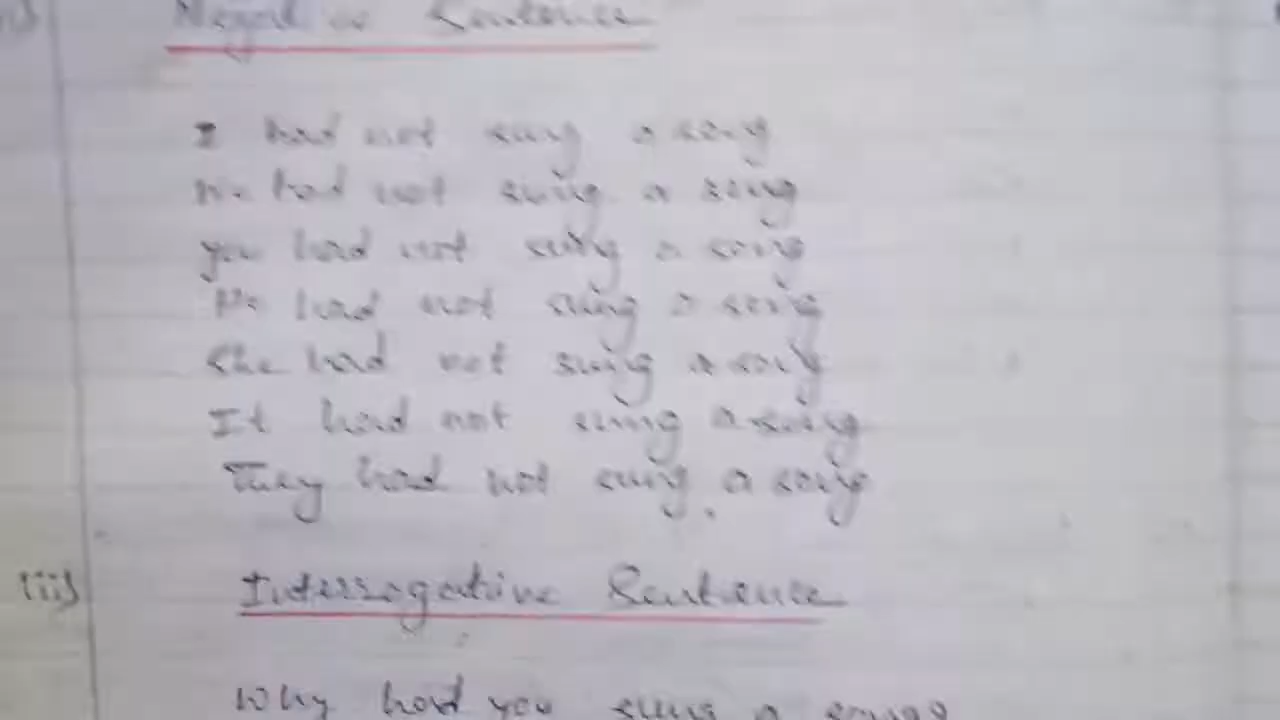 Negative Sentence
I had not sung a song
We had not sung a song
you had not sung a song
He had not sung a song
She had not sung a song
It had not sung a song
They had not sung a song
iii) Interrogative Sentence
Why had you sung a song?